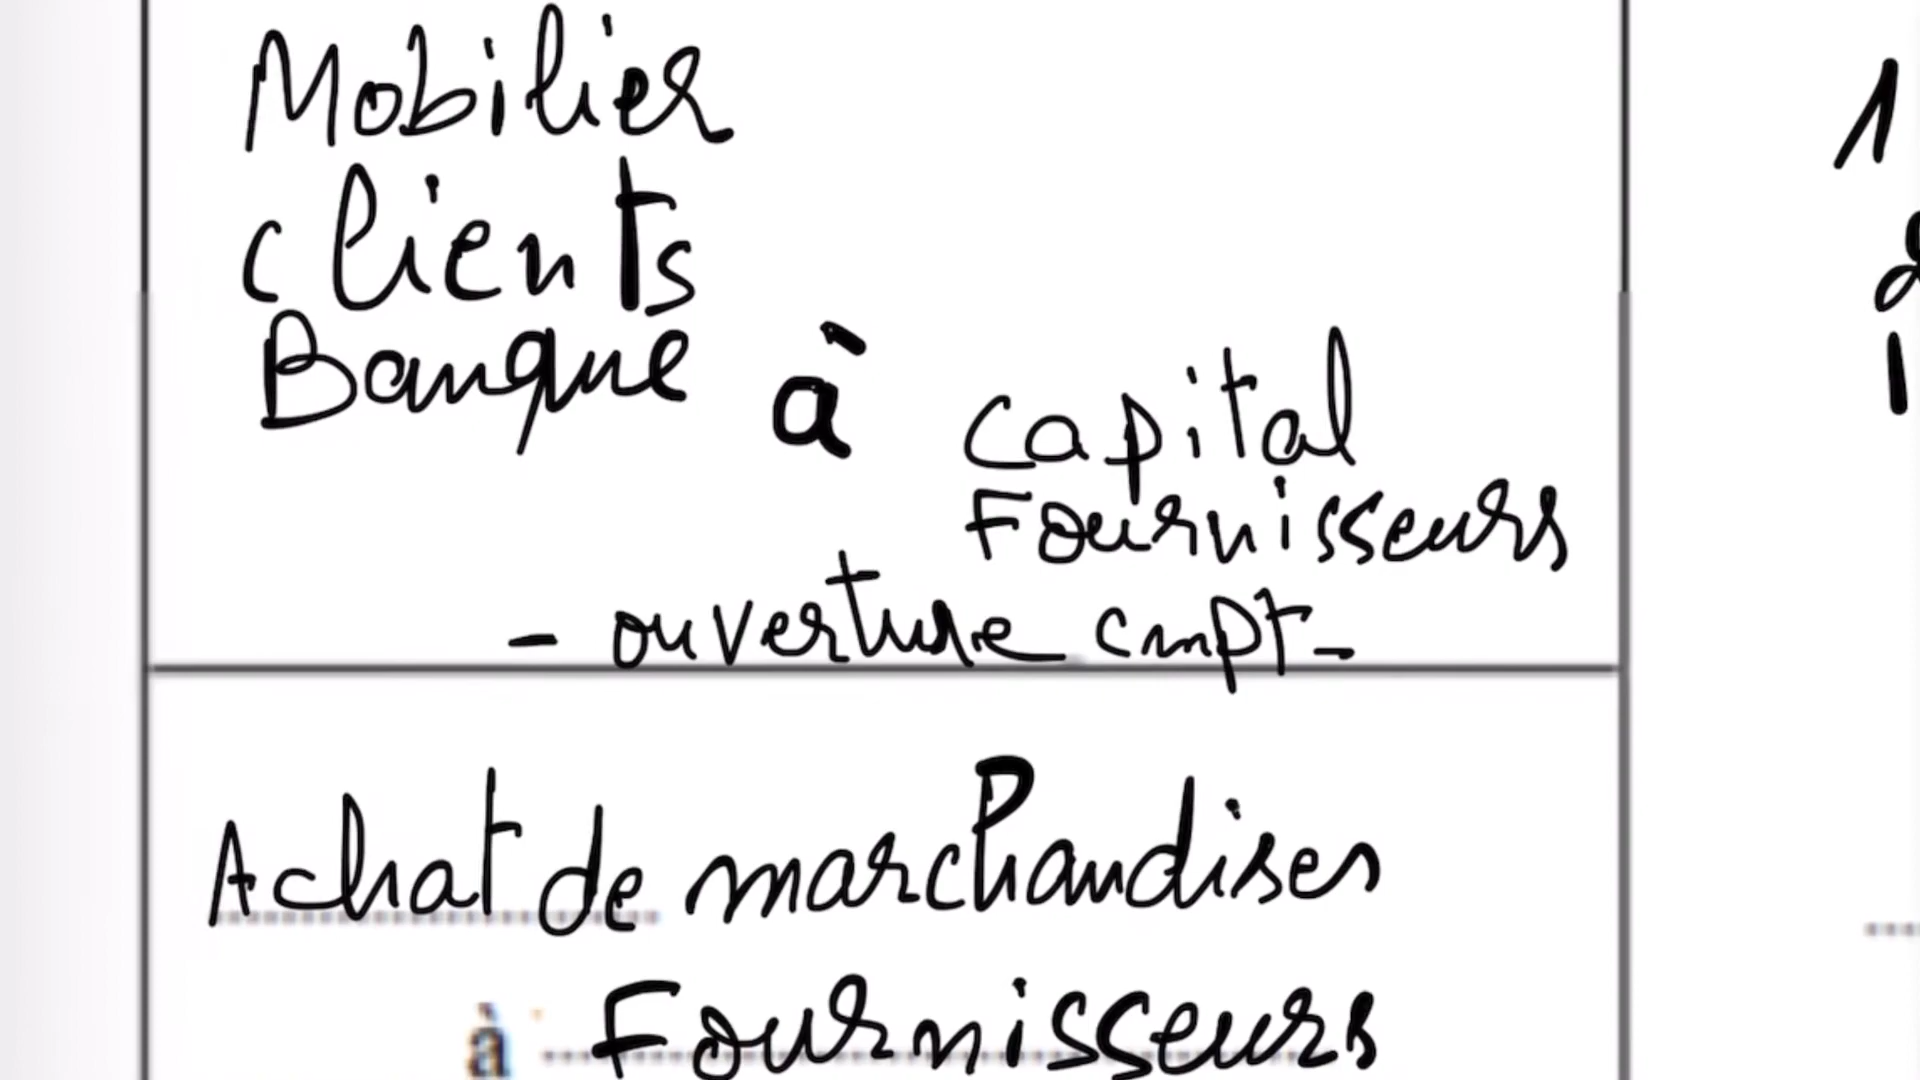 Mobilier
clients
Banque à
capital
Fournisseurs
- ouverture cmpt -
Achat de marchandises
à Fournisseurs